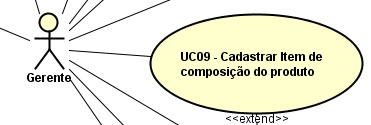 UC09 - Cadastrar Item de
composição do produto
Gerente
<<extend>>